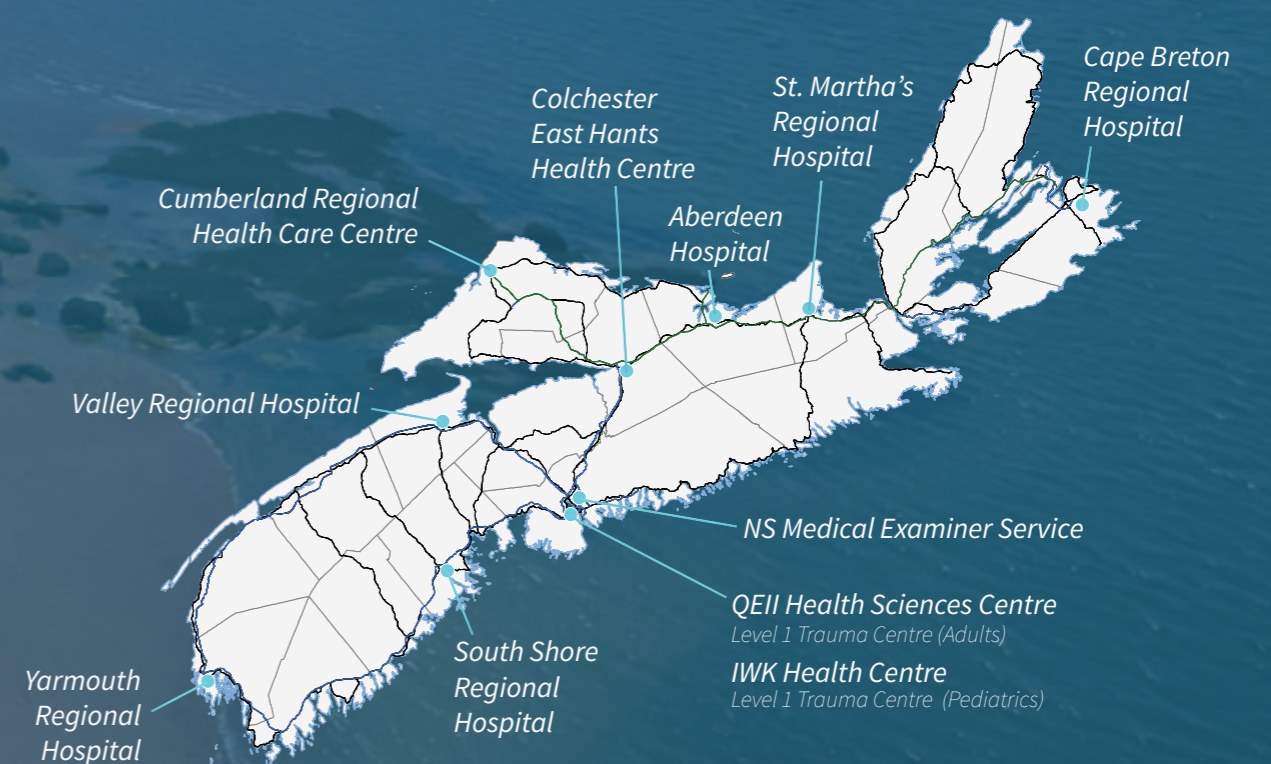 Cape Breton
Regional
Hospital
St. Martha’s
Regional
Hospital
Colchester
East Hants
Health Centre
Aberdeen
Hospital
Cumberland Regional
Health Care Centre
Valley Regional Hospital
NS Medical Examiner Service
QEII Health Sciences Centre
Level 1 Trauma Centre (Adults)
IWK Health Centre
Level 1 Trauma Centre (Pediatrics)
South Shore
Regional
Hospital
Yarmouth
Regional
Hospital